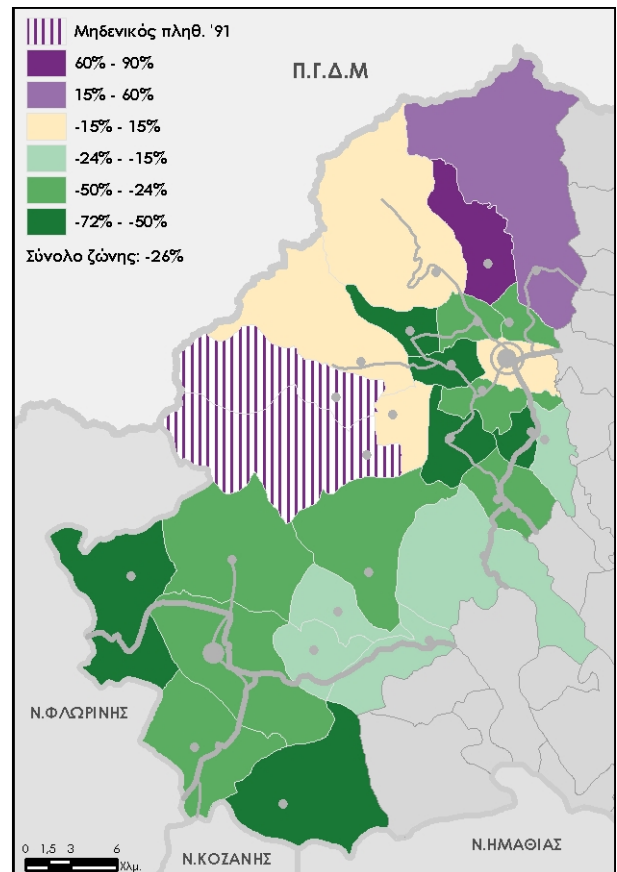 Μηδενικός πληθ. '91
60% - 90%
15% - 60%
-15% - 15%
-24% - -15%
-50% - -24%
-72% - -50%
Σύνολο ζώνης: -26%
Π.Γ.Δ.Μ
Ν.ΦΛΩΡΙΝΗΣ
Ν.ΚΟΖΑΝΗΣ
Ν.ΗΜΑΘΙΑΣ
0 1,5 3 6
Χλμ.